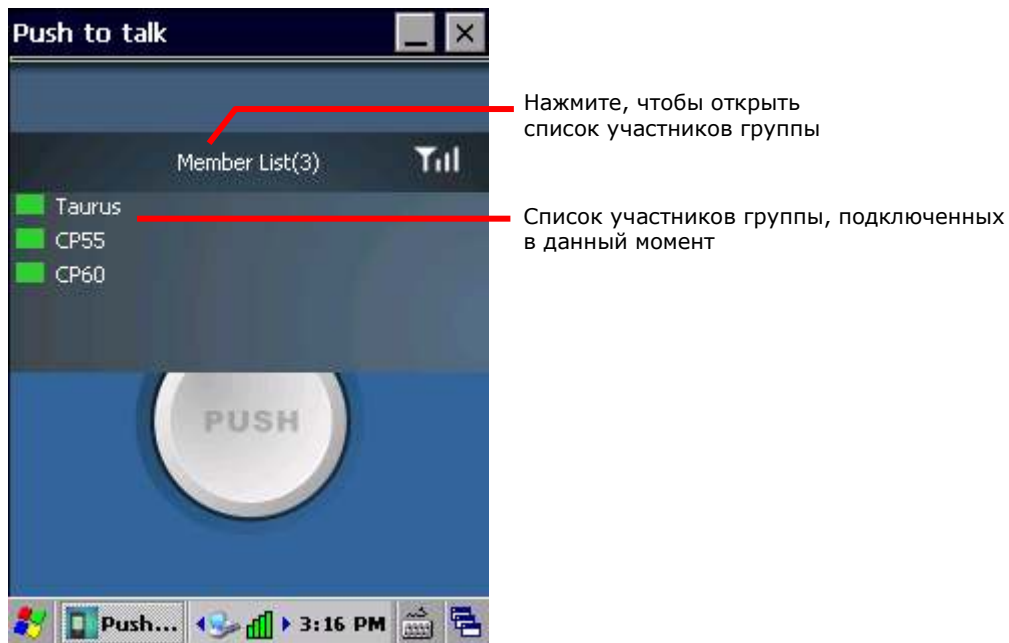 Push to talk
Нажмите, чтобы открыть
список участников группы
Member List(3)
Taurus
Список участников группы, подключенных
в данный момент
CP55
CP60
PUSH
Push... 3:16 PM